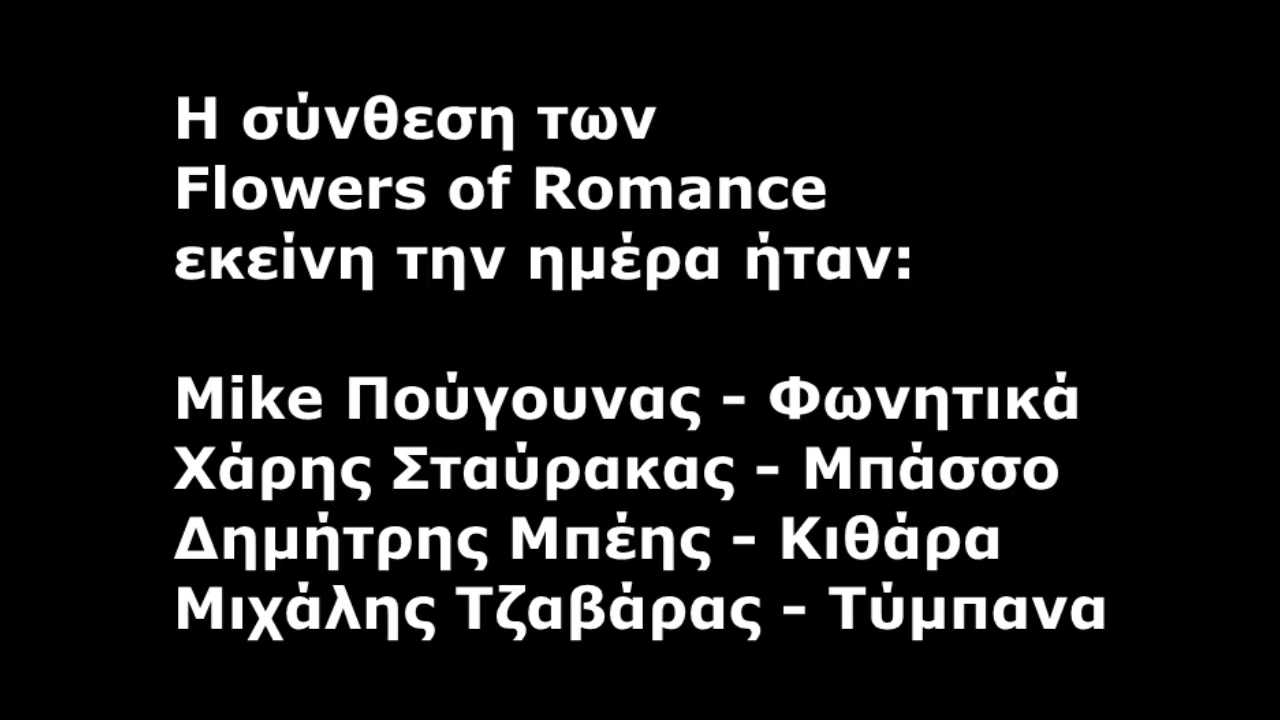 Η σύνθεση των
Flowers of Romance
εκείνη την ημέρα ήταν:
Mike Πούγουνας - Φωνητικά
Χάρης Σταύρακας - Μπάσσο
Δημήτρης Μπέης - Κιθάρα
Μιχάλης Τζαβάρας - Τύμπανα